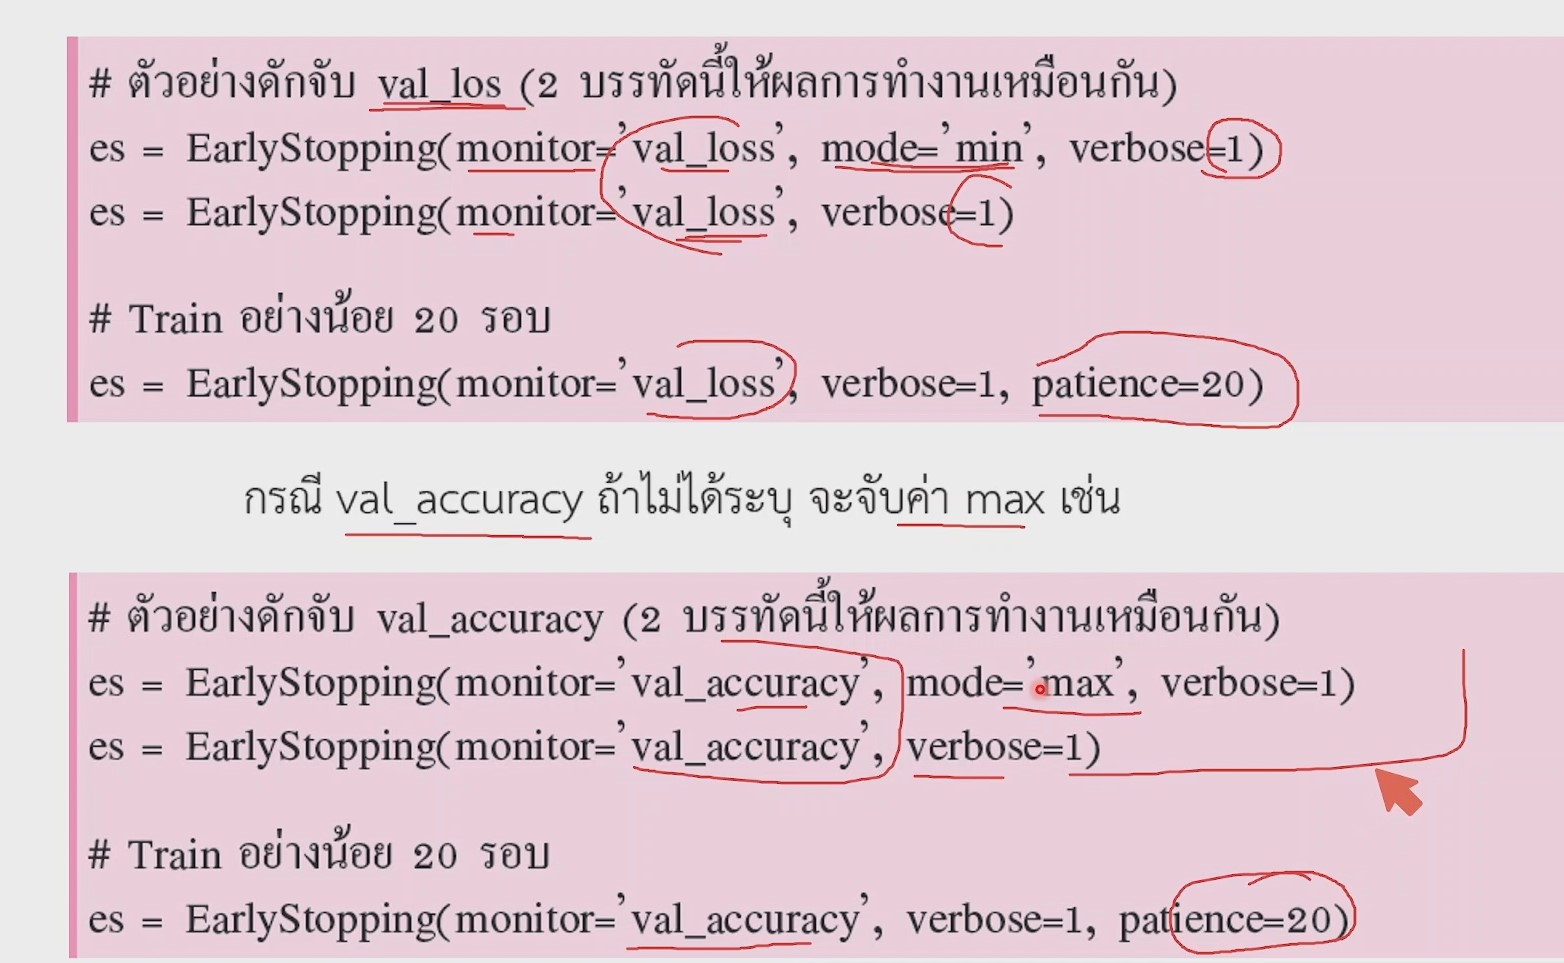 # ตัวอย่างดักจับ val_los (2 บรรทัดนี้ให้ผลการทำงานเหมือนกัน)
es = EarlyStopping(monitor='val_loss', mode='min', verbose=1)
es = EarlyStopping(monitor='val_loss', verbose=1)
# Train อย่างน้อย 20 รอบ
es = EarlyStopping(monitor='val_loss', verbose=1, patience=20)
กรณี val_accuracy ถ้าไม่ได้ระบุ จะจับค่า max เช่น
# ตัวอย่างดักจับ val_accuracy (2 บรรทัดนี้ให้ผลการทำงานเหมือนกัน)
es = EarlyStopping(monitor='val_accuracy', mode='max', verbose=1)
es = EarlyStopping(monitor='val_accuracy', verbose=1)
# Train อย่างน้อย 20 รอบ
es = EarlyStopping(monitor='val_accuracy', verbose=1, patience=20)